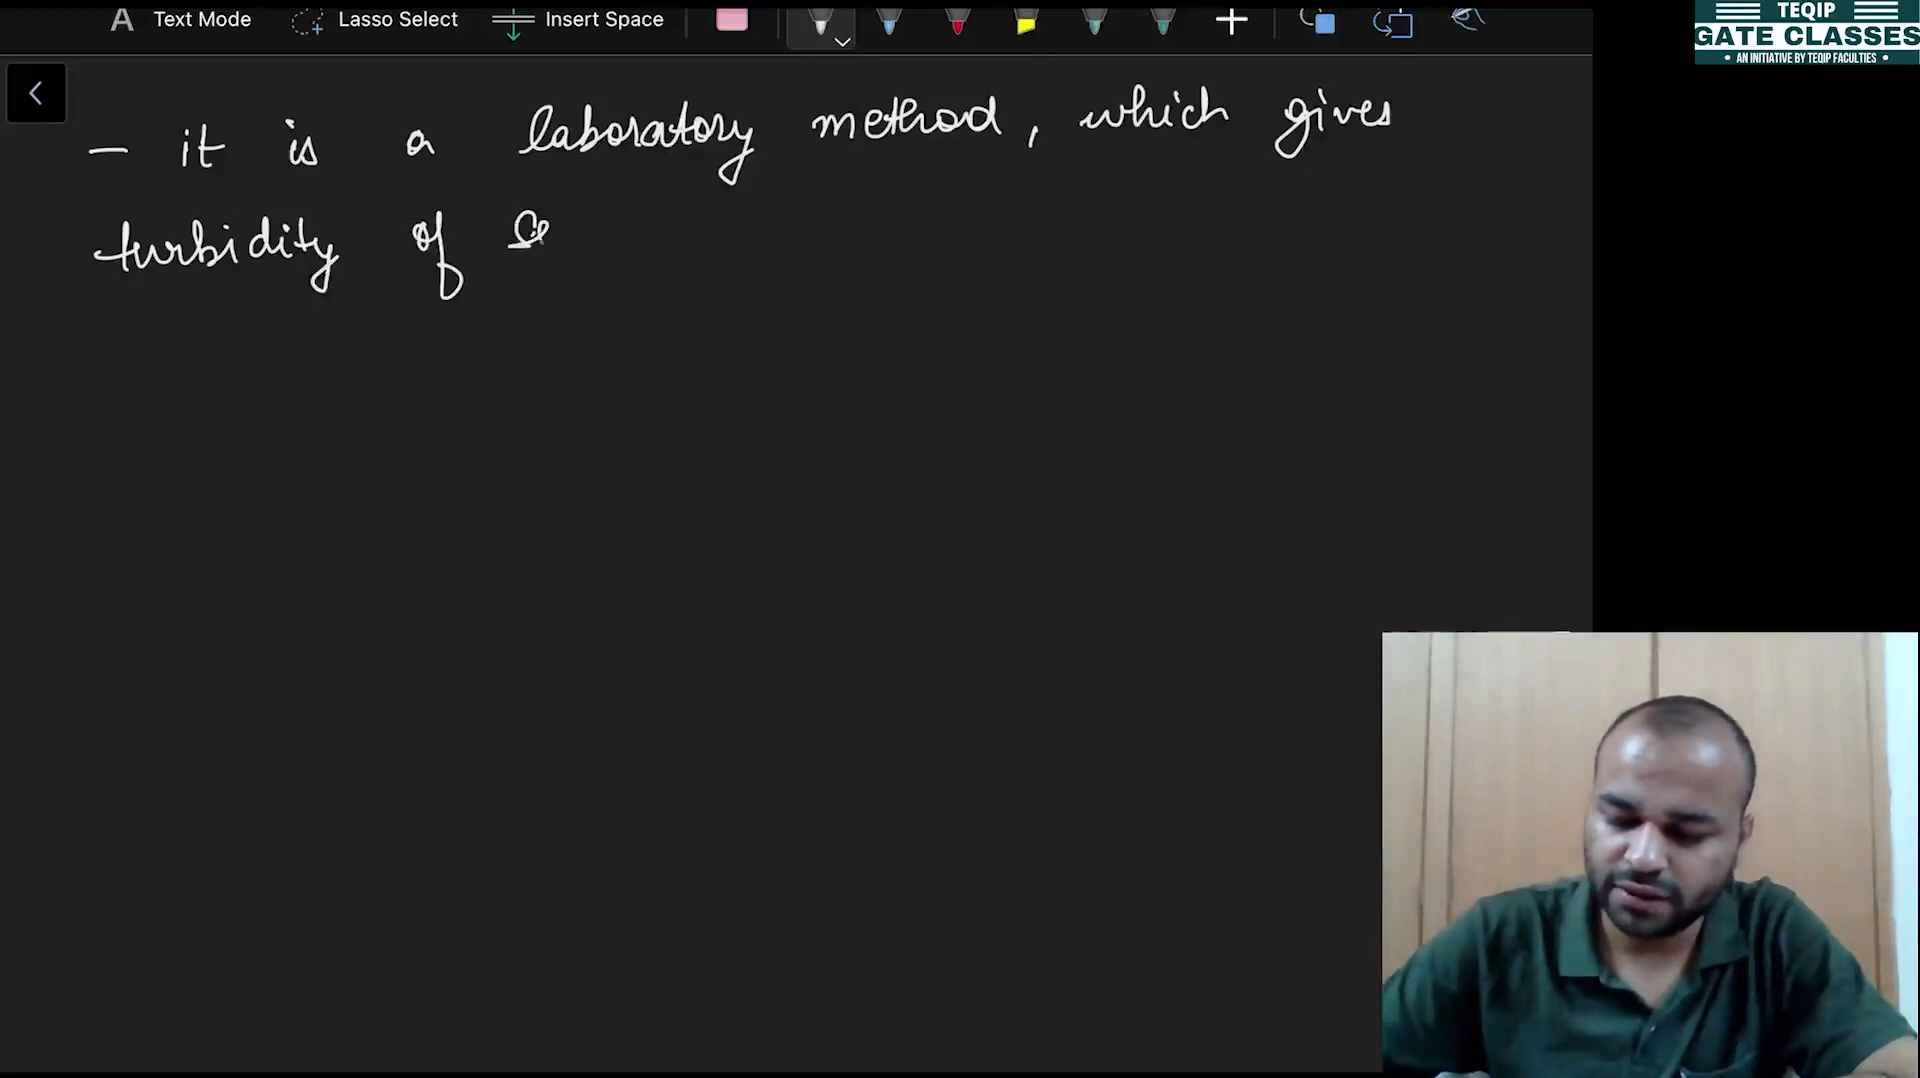 Text Mode Lasso Select Insert Space
TEQIP
GATE CLASSES
• AN INITIATIVE BY TEQIP FACULTIES •
- it is a laboratory method, which gives
turbidity of